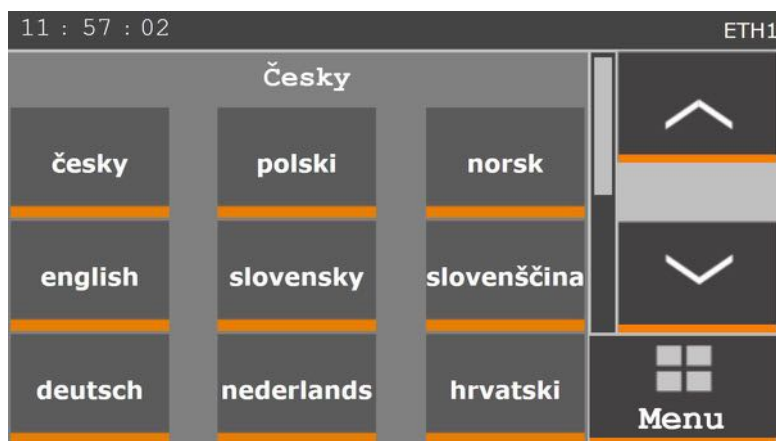 11 : 57 : 02 ETH1
Česky
česky polski norsk
english slovensky slovenščina
deutsch nederlands hrvatski
Menu